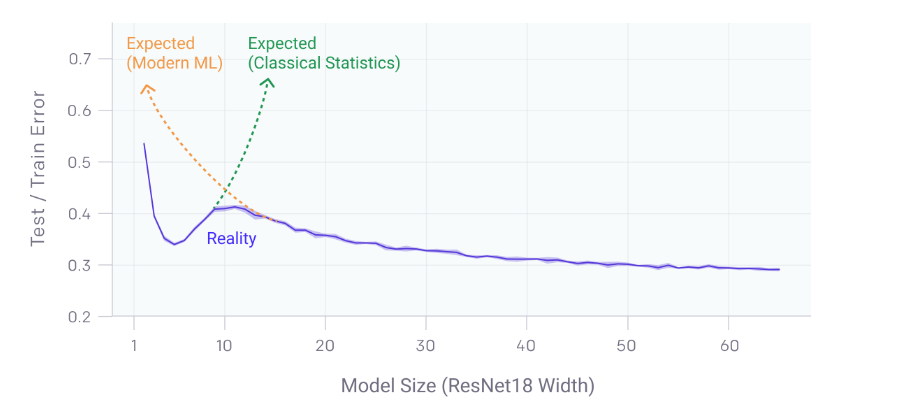 Expected
(Modern ML)
Expected
(Classical Statistics)
Reality
Test / Train Error
0.7
0.6
0.5
0.4
0.3
0.2
1
10
20
30
40
50
60
Model Size (ResNet18 Width)